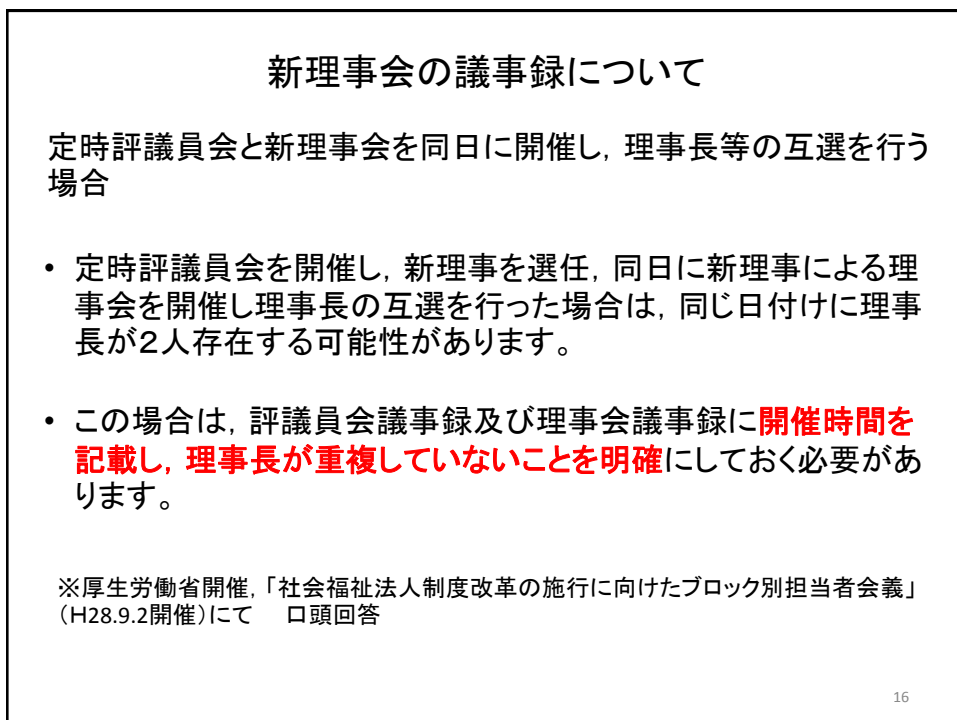 新理事会の議事録について
定時評議員会と新理事会を同日に開催し，理事長等の互選を行う
場合
• 定時評議員会を開催し，新理事を選任，同日に新理事による理
事会を開催し理事長の互選を行った場合は，同じ日付けに理事
長が２人存在する可能性があります。
• この場合は，評議員会議事録及び理事会議事録に開催時間を
記載し，理事長が重複していないことを明確にしておく必要があ
ります。
※厚生労働省開催，「社会福祉法人制度改革の施行に向けたブロック別担当者会議」
（H28.9.2開催）にて　口頭回答
16